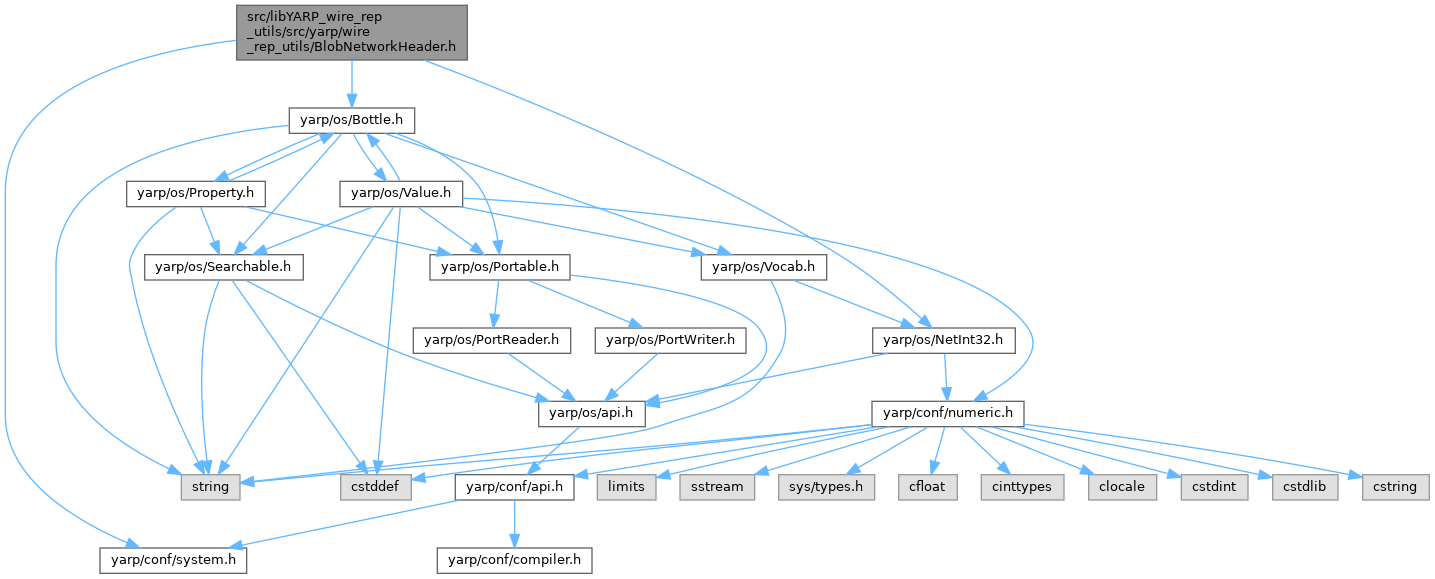 src/libYARP_wire_rep
_utils/src/yarp/wire
_rep_utils/BlobNetworkHeader.h
yarp/os/Bottle.h
yarp/os/Property.h
yarp/os/Value.h
yarp/os/Searchable.h
yarp/os/Portable.h
yarp/os/Vocab.h
yarp/os/PortReader.h
yarp/os/PortWriter.h
yarp/os/NetInt32.h
yarp/os/api.h
yarp/conf/numeric.h
string
cstddef
yarp/conf/api.h
limits
sstream
sys/types.h
cfloat
cinttypes
clocale
cstdint
cstdlib
cstring
yarp/conf/system.h
yarp/conf/compiler.h